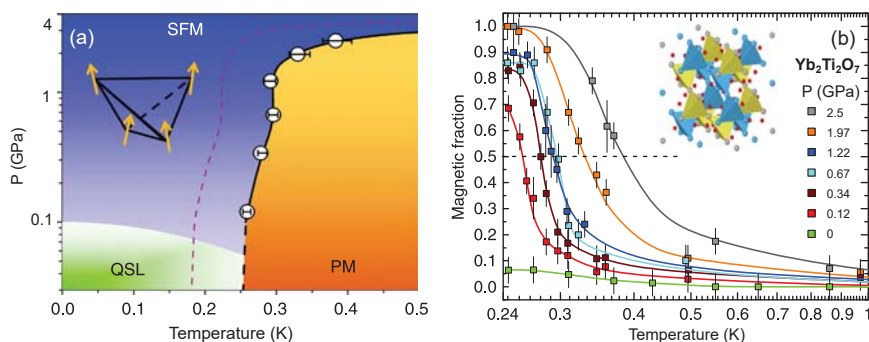 (a)
SFM
P (GPa)
4
1
0.1
QSL
PM
0.0 0.1 0.2 0.3 0.4 0.5
Temperature (K)
(b)
Yb₂Ti₂O₇
P (GPa)
2.5
1.97
1.22
0.67
0.34
0.12
0
Magnetic fraction
1.0
0.9
0.8
0.7
0.6
0.5
0.4
0.3
0.2
0.1
0.0
0.24 0.3 0.4 0.5 0.6 0.7 0.8 0.9 1
Temperature (K)